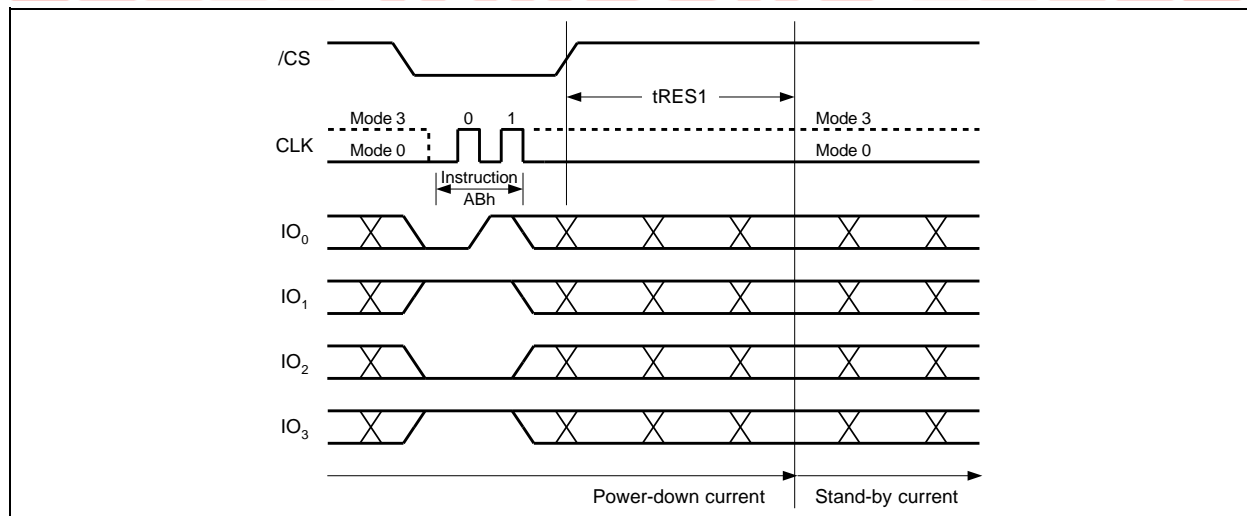 /CS
tRES1
CLK
Mode 3
0
1
Mode 3
Mode 0
Mode 0
Instruction
ABh
IO0
IO1
IO2
IO3
Power-down current
Stand-by current